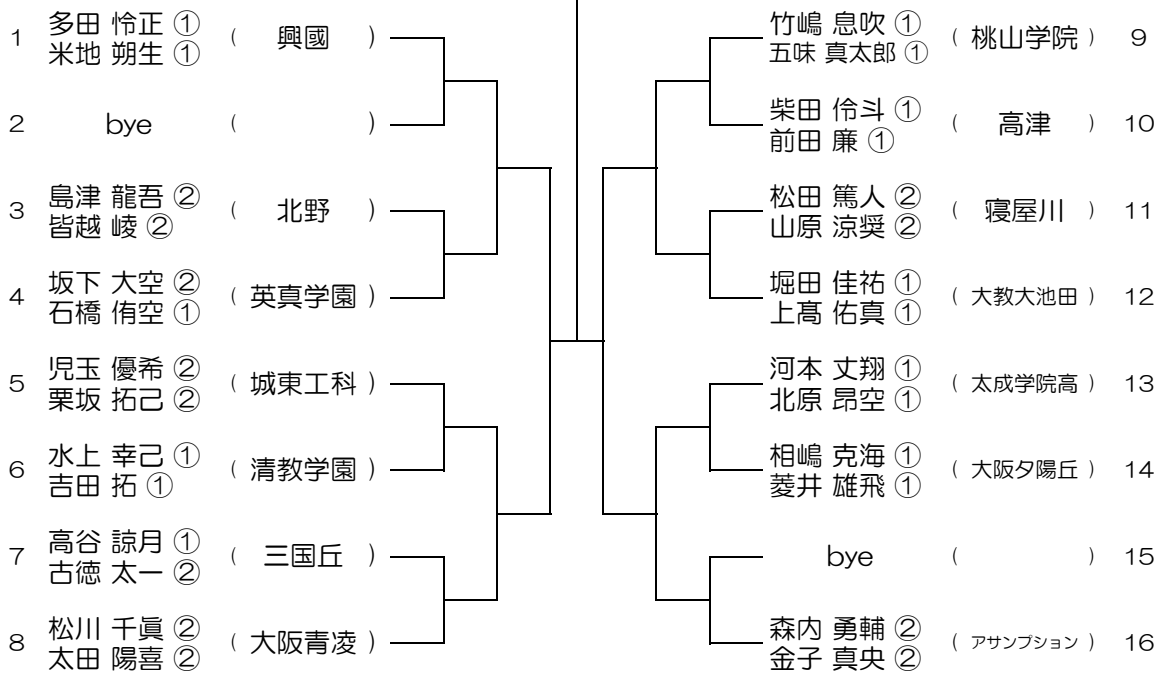 1 多田 怜正 ① ( 興國 )
米地 朔生 ①
2 bye ( )
3 島津 龍吾 ② ( 北野 )
皆越 崚 ②
4 坂下 大空 ② ( 英真学園 )
石橋 侑空 ①
5 児玉 優希 ② ( 城東工科 )
栗坂 拓己 ②
6 水上 幸己 ① ( 清教学園 )
吉田 拓 ①
7 高谷 諒月 ① ( 三国丘 )
古徳 太一 ②
8 松川 千眞 ② ( 大阪青凌 )
太田 陽喜 ②
竹嶋 息吹 ① ( 桃山学院 ) 9
五味 真太郎 ①
柴田 伶斗 ① ( 高津 ) 10
前田 廉 ①
松田 篤人 ② ( 寝屋川 ) 11
山原 涼奨 ②
堀田 佳祐 ① ( 大教大池田 ) 12
上髙 佑真 ①
河本 丈翔 ① ( 太成学院高 ) 13
北原 昂空 ①
相嶋 克海 ① ( 大阪夕陽丘 ) 14
菱井 雄飛 ①
bye ( ) 15
森内 勇輔 ② ( アサンプション ) 16
金子 真央 ②